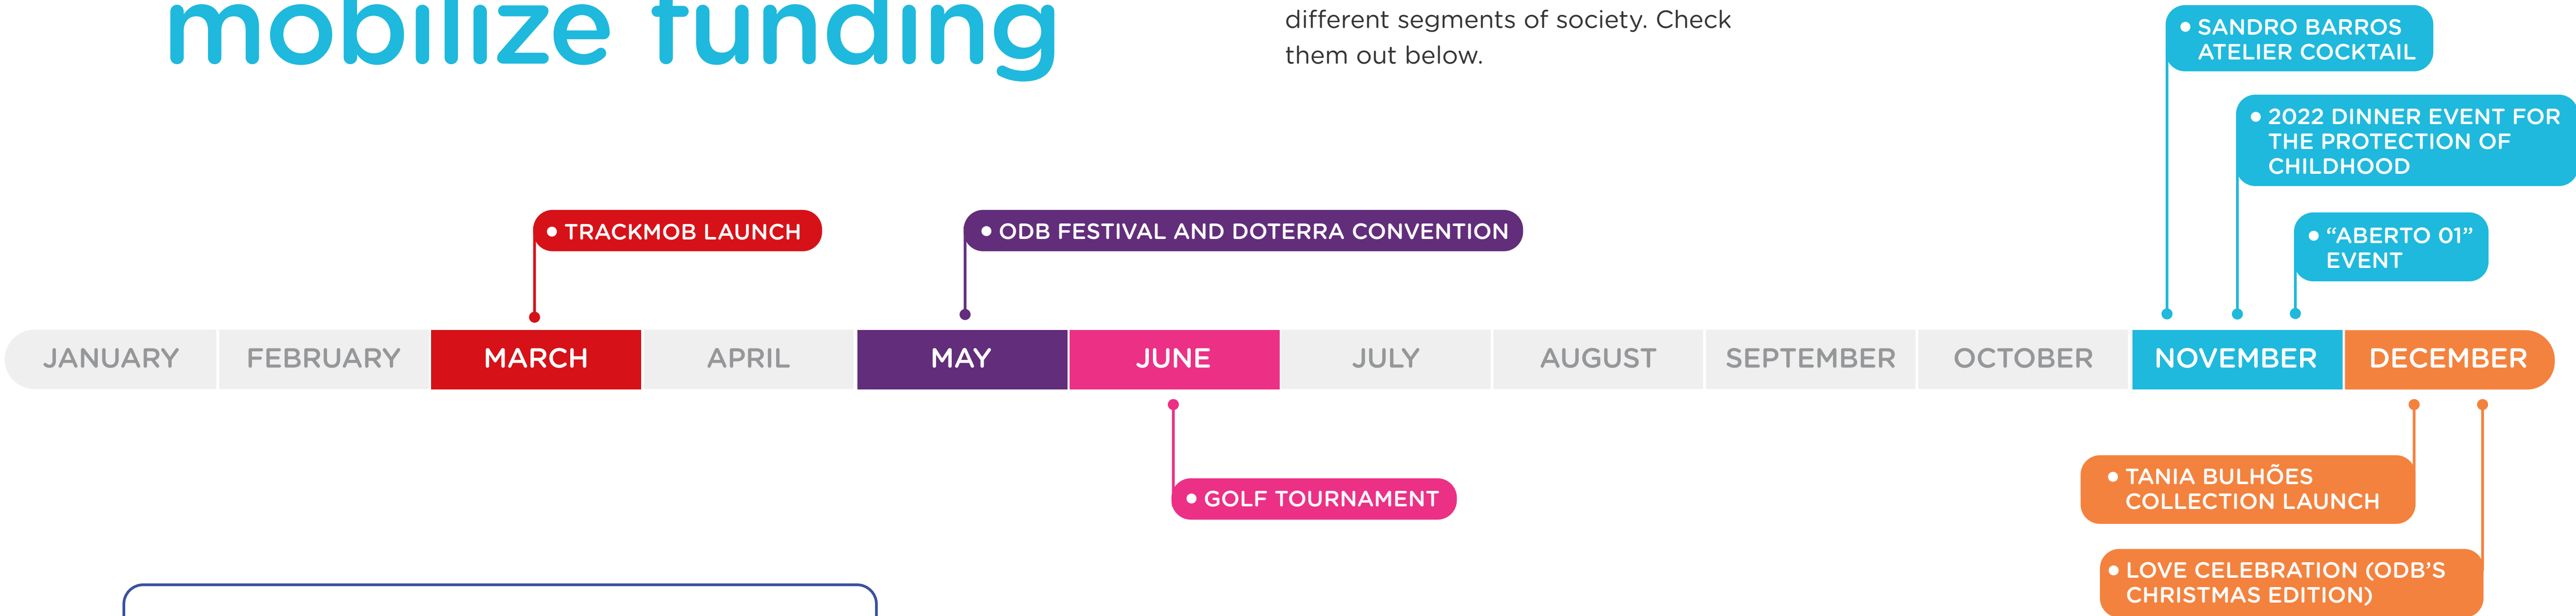 mobilize funding
different segments of society. Check
them out below.
• SANDRO BARROS
ATELIER COCKTAIL
• 2022 DINNER EVENT FOR
THE PROTECTION OF
CHILDHOOD
• TRACKMOB LAUNCH
• ODB FESTIVAL AND DOTERRA CONVENTION
• “ABERTO 01”
EVENT
JANUARY
FEBRUARY
MARCH
APRIL
MAY
JUNE
JULY
AUGUST
SEPTEMBER
OCTOBER
NOVEMBER
DECEMBER
• GOLF TOURNAMENT
• TANIA BULHÕES
COLLECTION LAUNCH
• LOVE CELEBRATION (ODB’S
CHRISTMAS EDITION)